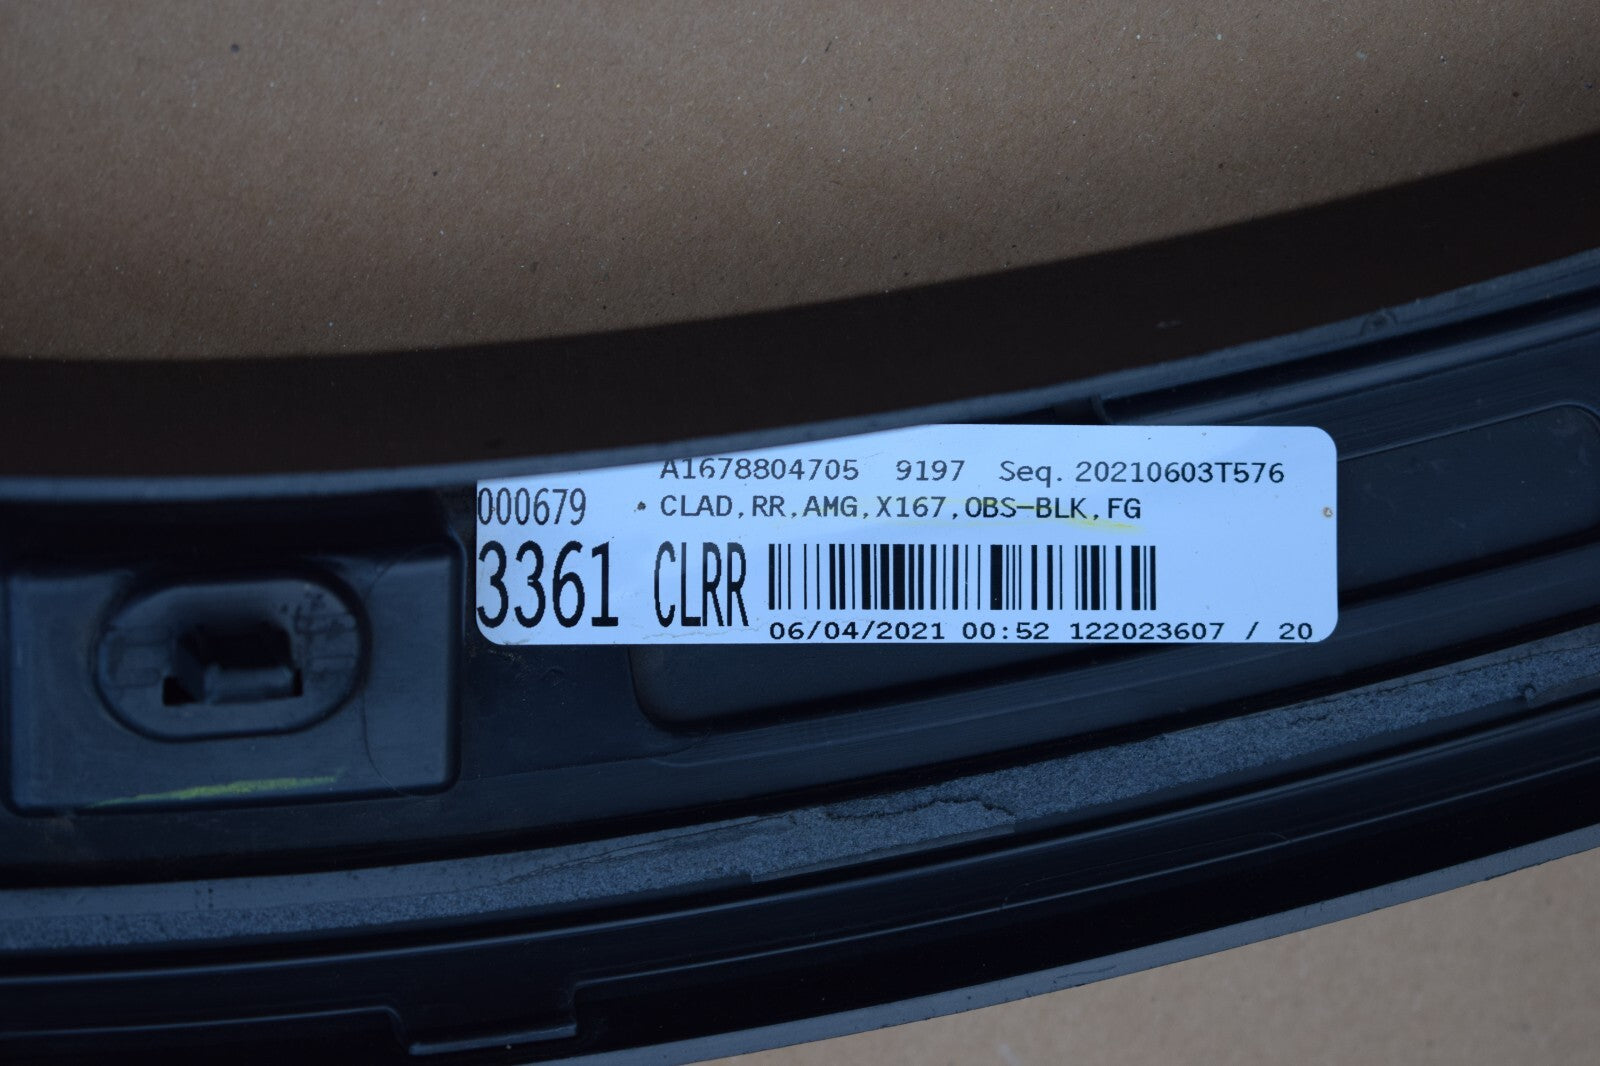 A1678804705 9197 Seq. 20210603T576
000679 • CLAD,RR,AMG,X167,OBS-BLK,FG
3361 CLRR
06/04/2021 00:52 122023607 / 20